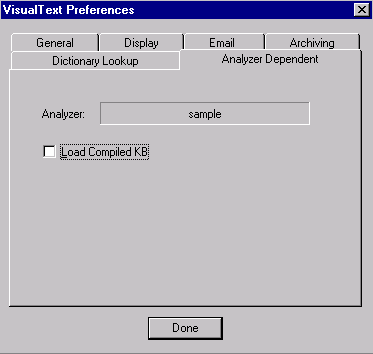 VisualText Preferences
General Display Email Archiving
Dictionary Lookup Analyzer Dependent
Analyzer: sample
Load Compiled KB
Done